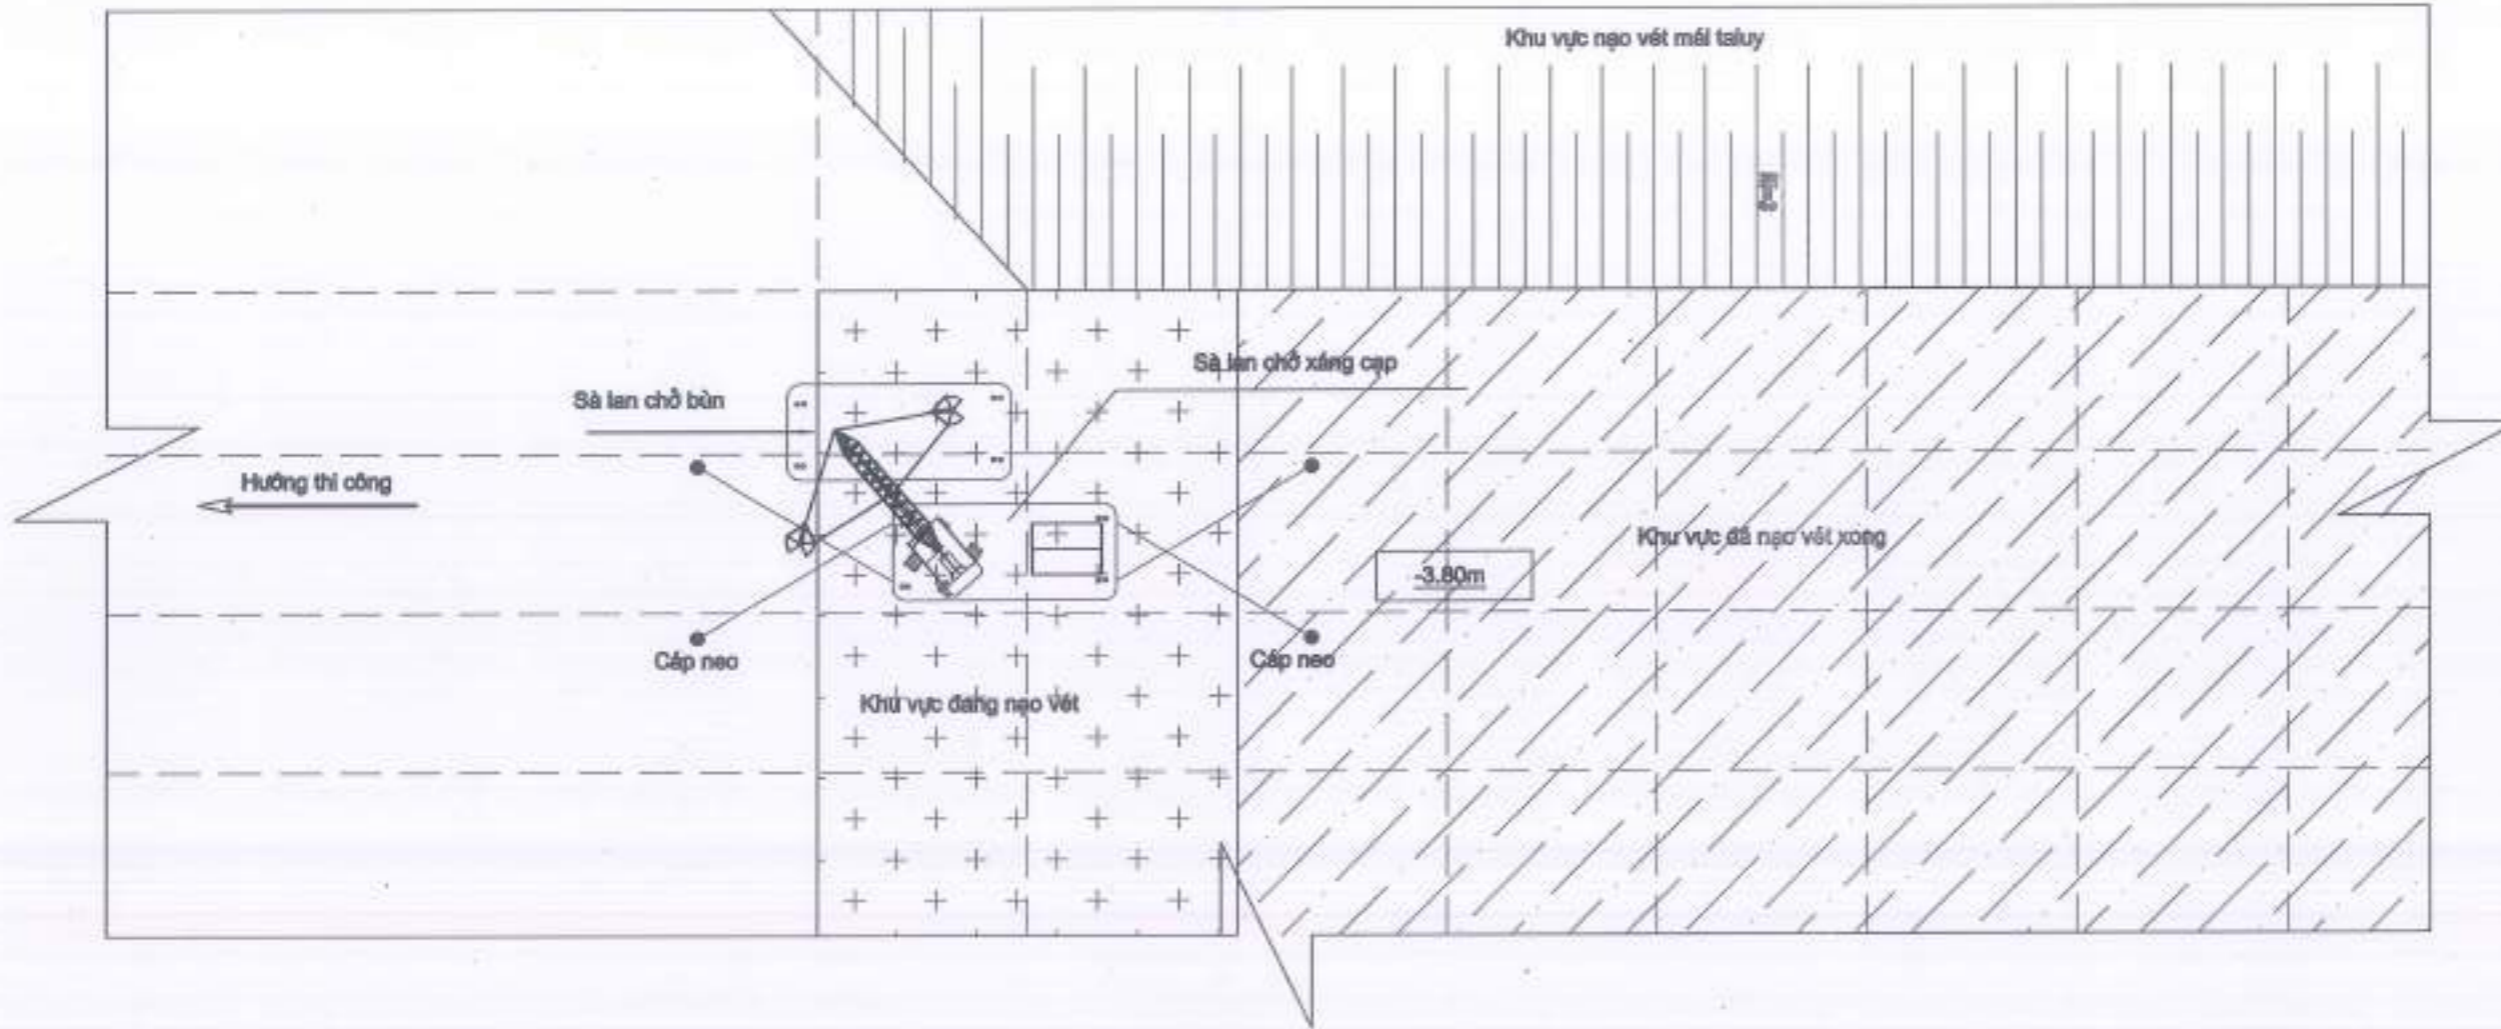 Khu vực nạo vét mái taluy
Sà lan chở xáng cạp
Sà lan chở bùn
Hướng thi công
Khu vực đã nạo vét xong
-3.80m
Cáp neo
Cáp neo
Khu vực đang nạo vét